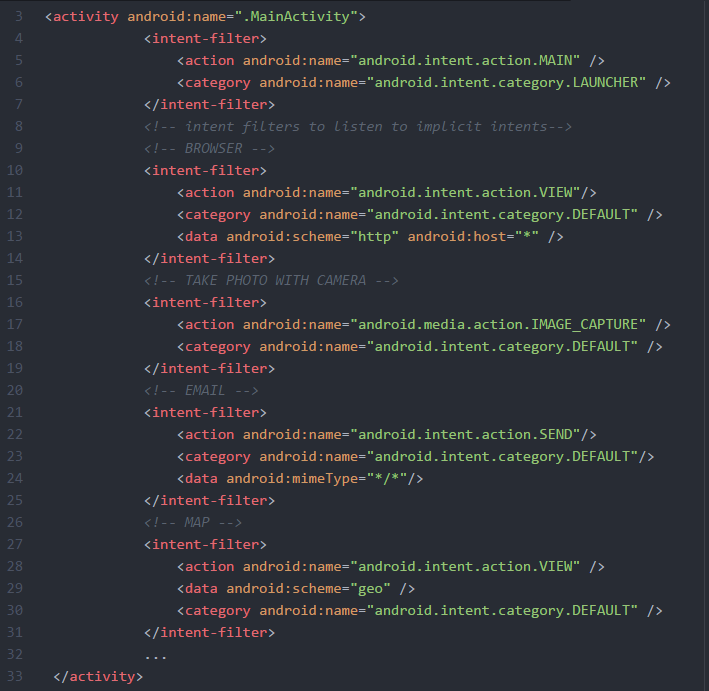 3 <activity android:name=".MainActivity">
4 <intent-filter>
5 <action android:name="android.intent.action.MAIN" />
6 <category android:name="android.intent.category.LAUNCHER" />
7 </intent-filter>
8 <!-- intent filters to listen to implicit intents-->
9 <!-- BROWSER -->
10 <intent-filter>
11 <action android:name="android.intent.action.VIEW"/>
12 <category android:name="android.intent.category.DEFAULT" />
13 <data android:scheme="http" android:host="*" />
14 </intent-filter>
15 <!-- TAKE PHOTO WITH CAMERA -->
16 <intent-filter>
17 <action android:name="android.media.action.IMAGE_CAPTURE" />
18 <category android:name="android.intent.category.DEFAULT" />
19 </intent-filter>
20 <!-- EMAIL -->
21 <intent-filter>
22 <action android:name="android.intent.action.SEND"/>
23 <category android:name="android.intent.category.DEFAULT"/>
24 <data android:mimeType="*/*"/>
25 </intent-filter>
26 <!-- MAP -->
27 <intent-filter>
28 <action android:name="android.intent.action.VIEW" />
29 <data android:scheme="geo" />
30 <category android:name="android.intent.category.DEFAULT" />
31 </intent-filter>
32 ...
33 </activity>